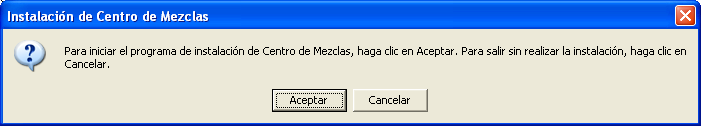 Instalación de Centro de Mezclas
Para iniciar el programa de instalación de Centro de Mezclas, haga clic en Aceptar. Para salir sin realizar la instalación, haga clic en
Cancelar.
Aceptar
Cancelar